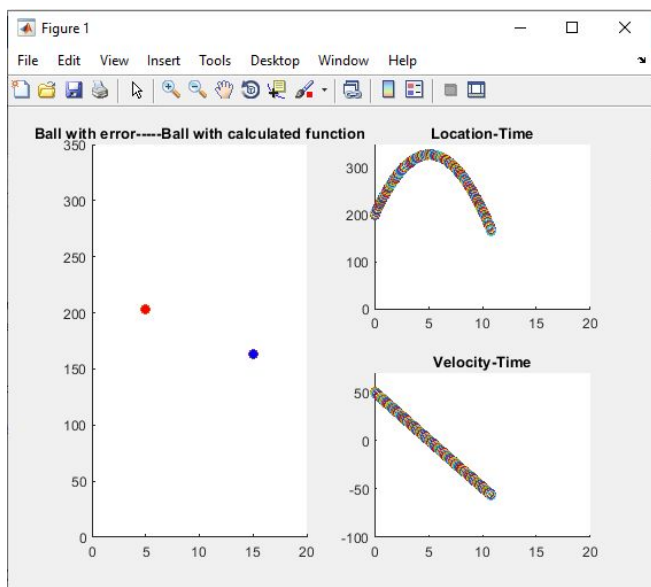 Figure 1
File Edit View Insert Tools Desktop Window Help
Ball with error-----Ball with calculated function
350
300
250
200
150
100
50
0
0 5 10 15 20
Location-Time
300
200
100
0
0 5 10 15 20
Velocity-Time
50
0
-50
-100
0 5 10 15 20